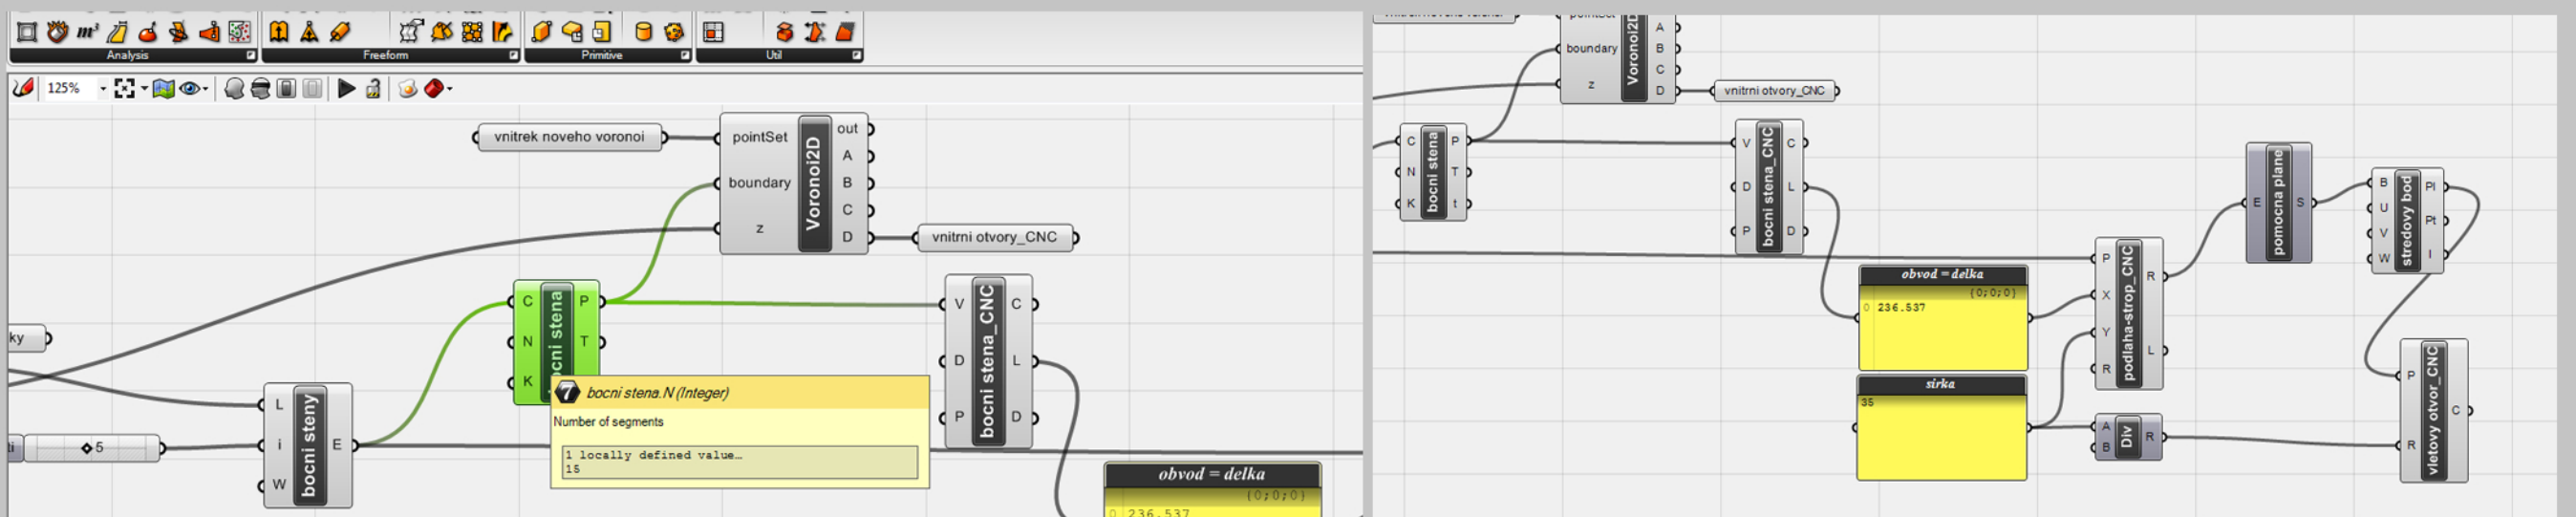 m³
Analysis
Freeform
Primitive
Util
125%
vnitrek noveho voronoi
pointSet
boundary
z
Voronoi2D
out
A
B
C
D
vnitrni otvory_CNC
C
N
K
bocni stena
P
T
ky
L
i
W
bocni steny
E
5
bocni stena.N (Integer)
Number of segments
1 locally defined value…
15
V
D
P
bocni stena_CNC
C
L
D
obvod = delka
{0;0;0}
0 236.537
boundary
z
Voronoi2D
A
B
C
D
vnitrni otvory_CNC
C
N
K
bocni stena
P
T
t
V
D
P
bocni stena_CNC
C
L
D
obvod = delka
{0;0;0}
0 236.537
sirka
35
P
X
Y
R
podlaha-strop_CNC
R
L
A
B
Div
R
E
pomocna plane
S
B
U
V
W
stredovy bod
Pl
Pt
I
P
R
vletovy otvor_CNC
C